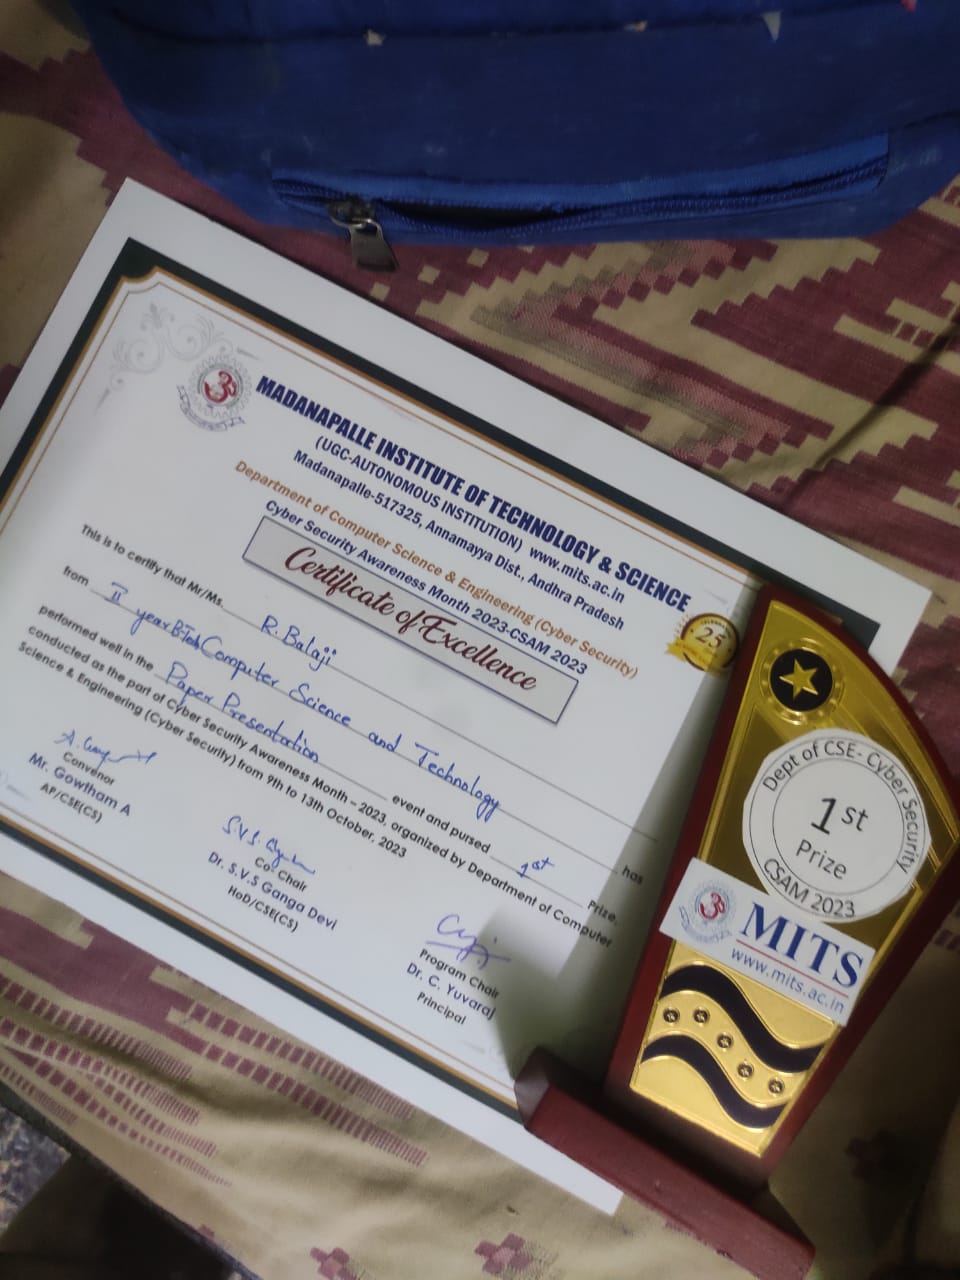 MADANAPALLE INSTITUTE OF TECHNOLOGY & SCIENCE
(UGC-AUTONOMOUS INSTITUTION) www.mits.ac.in
Madanapalle-517325, Annamayya Dist., Andhra Pradesh
Department of Computer Science & Engineering (Cyber Security)
Cyber Security Awareness Month 2023-CSAM 2023
Certificate of Excellence
25
This is to certify that Mr/Ms. R. Balaji
from II year B-Tech Computer Science and Technology has
performed well in the Paper Presentation event and pursed 1st Prize,
conducted as the part of Cyber Security Awareness Month – 2023, organized by Department of Computer
Science & Engineering (Cyber Security) from 9th to 13th October, 2023
Convenor
Mr. Gowtham A
AP/CSE(CS)
Co. Chair
Dr. S.V.S Ganga Devi
HoD/CSE(CS)
Program Chair
Dr. C. Yuvaraj
Principal
Dept of CSE- Cyber Security
1st
Prize
CSAM 2023
MITS
www.mits.ac.in